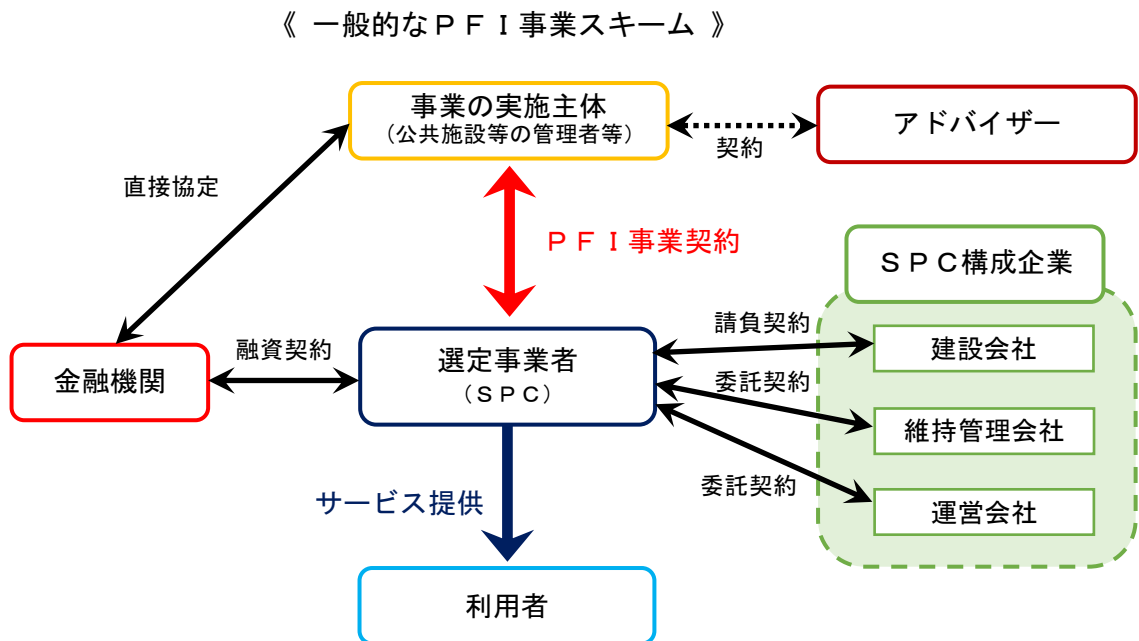 《 一般的なＰＦＩ事業スキーム 》
事業の実施主体
（公共施設等の管理者等）
アドバイザー
契約
直接協定
ＰＦＩ事業契約
ＳＰＣ構成企業
請負契約
建設会社
融資契約
選定事業者
（ＳＰＣ）
金融機関
委託契約
維持管理会社
委託契約
運営会社
サービス提供
利用者